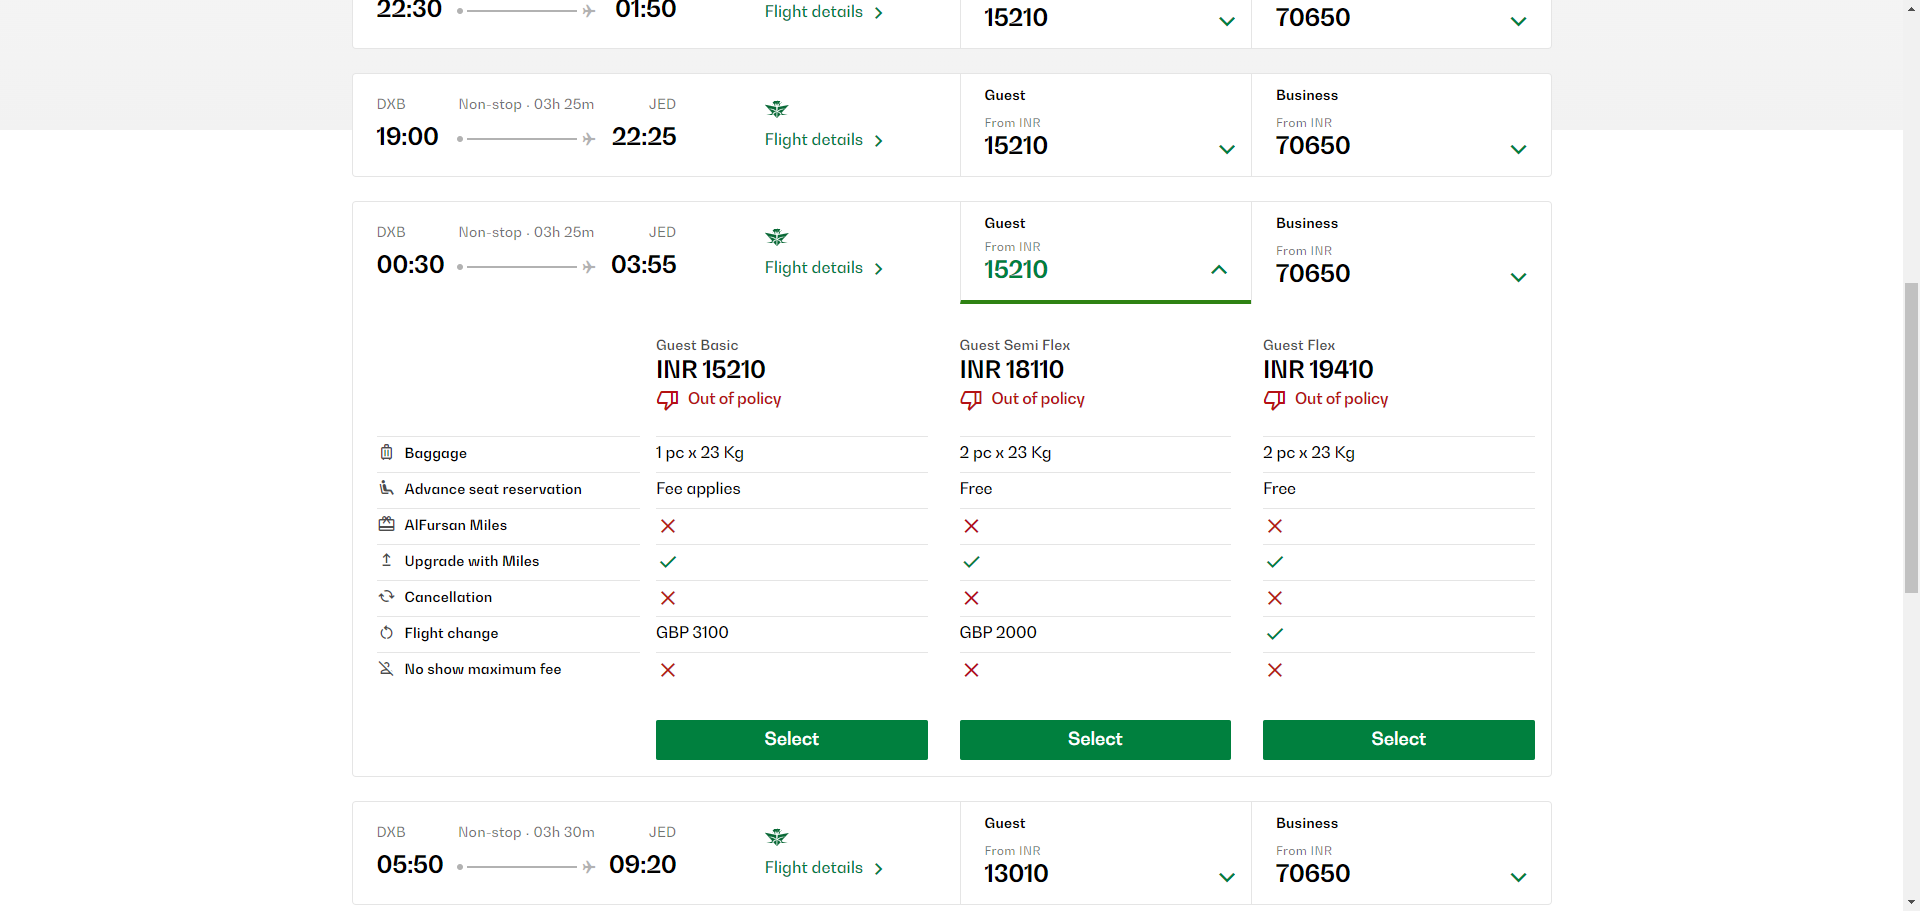 22:30 01:50 Flight details 15210 70650
DXB Non-stop · 03h 25m JED Guest Business
From INR From INR
19:00 22:25 Flight details 15210 70650
DXB Non-stop · 03h 25m JED Guest Business
From INR From INR
00:30 03:55 Flight details 15210 70650
Guest Basic Guest Semi Flex Guest Flex
INR 15210 INR 18110 INR 19410
Out of policy Out of policy Out of policy
Baggage 1 pc x 23 Kg 2 pc x 23 Kg 2 pc x 23 Kg
Advance seat reservation Fee applies Free Free
AlFursan Miles
Upgrade with Miles
Cancellation
Flight change GBP 3100 GBP 2000
No show maximum fee
Select Select Select
DXB Non-stop · 03h 30m JED Guest Business
From INR From INR
05:50 09:20 Flight details 13010 70650